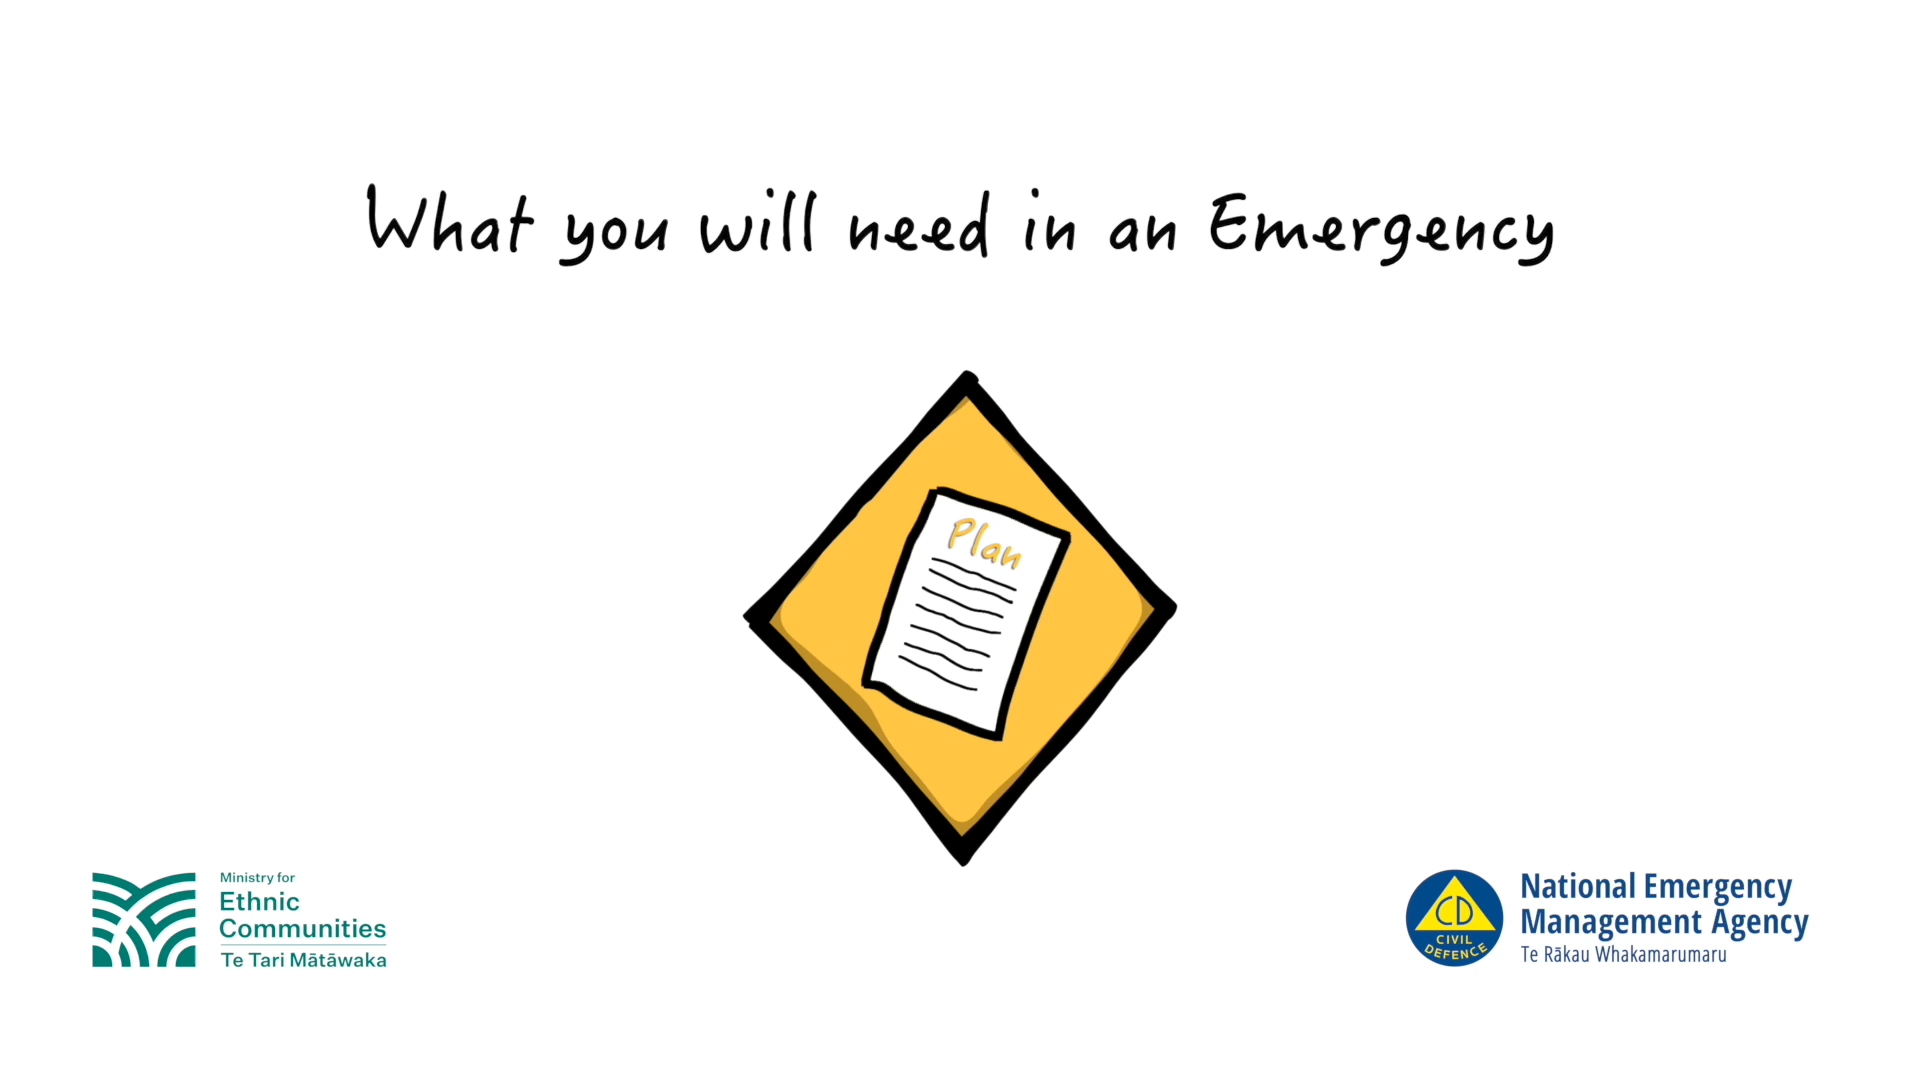 What you will need in an Emergency
Plan
Ministry for
Ethnic
Communities
Te Tari Mātāwaka
CD
CIVIL
DEFENCE
National Emergency
Management Agency
Te Rākau Whakamarumaru